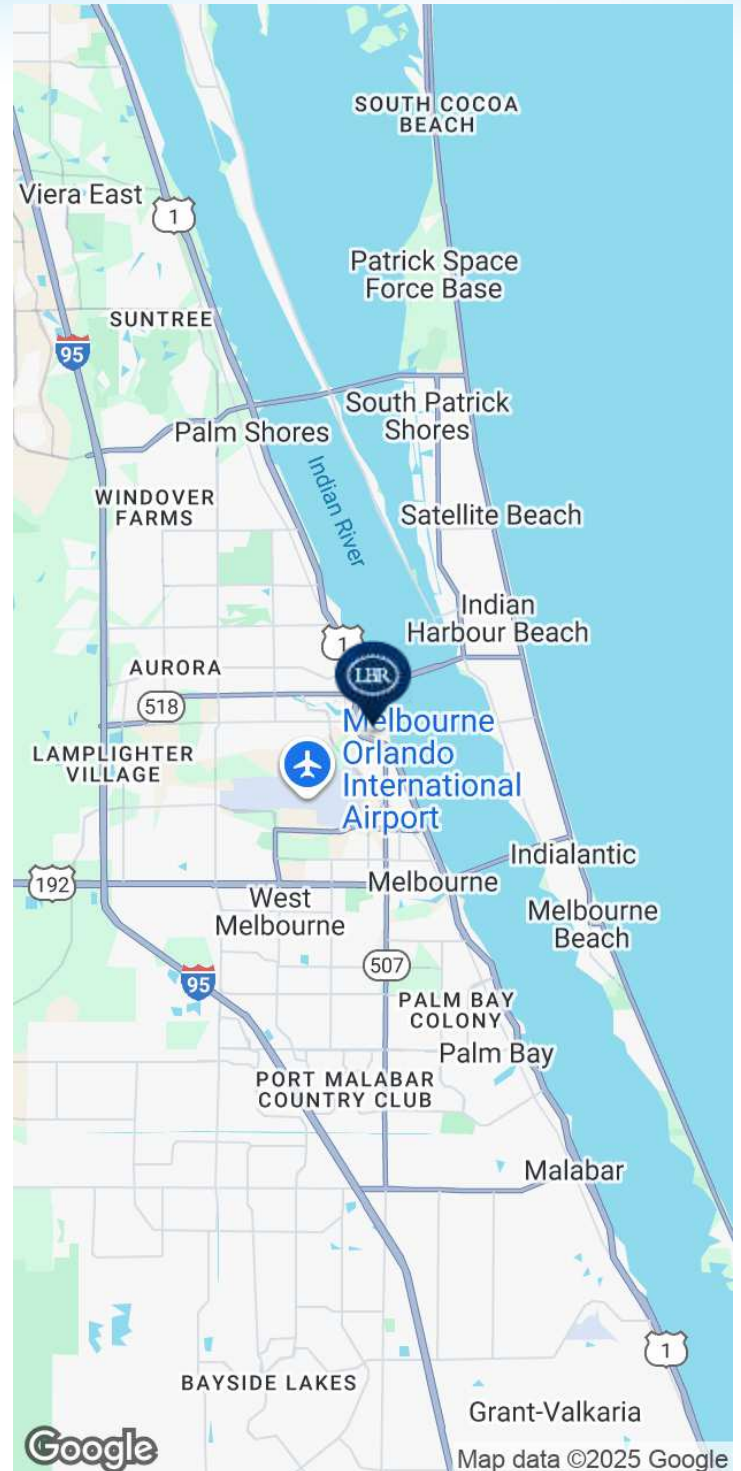 SOUTH COCOA
BEACH
Viera East
1
Patrick Space
Force Base
SUNTREE
95
South Patrick
Shores
Palm Shores
Indian River
WINDOVER
FARMS
Satellite Beach
Indian
Harbour Beach
1
AURORA
LBR
518
Melbourne
Orlando
International
Airport
LAMPLIGHTER
VILLAGE
Indialantic
192
Melbourne
West
Melbourne
Melbourne
Beach
507
95
PALM BAY
COLONY
Palm Bay
PORT MALABAR
COUNTRY CLUB
Malabar
1
BAYSIDE LAKES
Grant-Valkaria
Google
Map data ©2025 Google